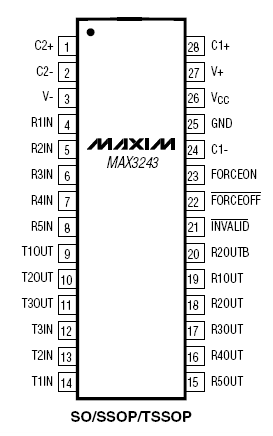 C2+ 1 28 C1+
C2- 2 27 V+
V- 3 26 VCC
R1IN 4 25 GND
R2IN 5 MAXIM 24 C1-
R3IN 6 MAX3243 23 FORCEON
R4IN 7 22 FORCEOFF
R5IN 8 21 INVALID
T1OUT 9 20 R2OUTB
T2OUT 10 19 R1OUT
T3OUT 11 18 R2OUT
T3IN 12 17 R3OUT
T2IN 13 16 R4OUT
T1IN 14 15 R5OUT
SO/SSOP/TSSOP